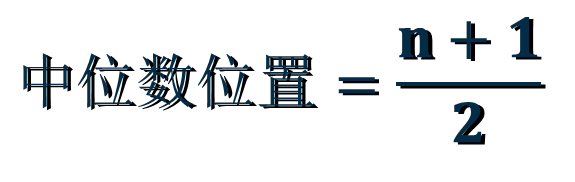 中位数位置 = (n + 1) / 2